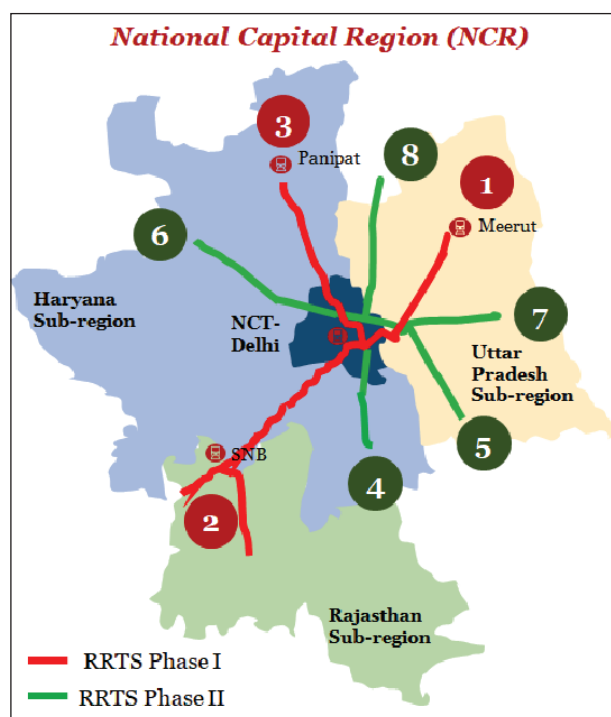 National Capital Region (NCR)
3
Panipat
8
1
Meerut
6
Haryana
Sub-region
NCT-
Delhi
7
Uttar
Pradesh
Sub-region
5
SNB
4
2
Rajasthan
Sub-region
RRTS Phase I
RRTS Phase II